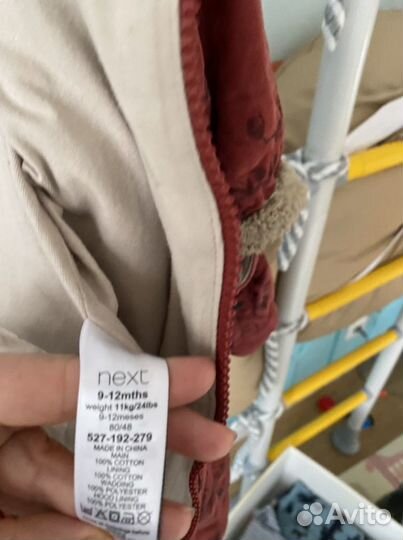 next
9-12mths
weight 11kg/24lbs
9-12meses
80/48
527-192-279
MADE IN CHINA
MAIN
100% COTTON
LINING
100% COTTON
WADDING
100% POLYESTER
HOOD LINING
100% POLYESTER
Avito